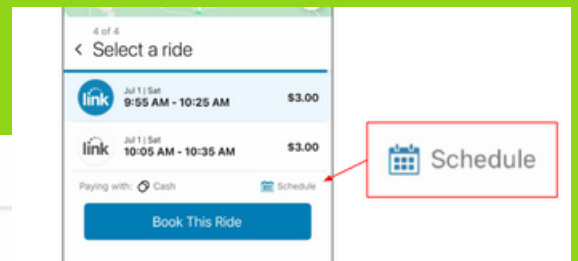 4 of 4
< Select a ride
link
Jul 1 | Sat
9:55 AM - 10:25 AM
$3.00
link
Jul 1 | Sat
10:05 AM - 10:35 AM
$3.00
Paying with: Cash
Schedule
Book This Ride
Schedule